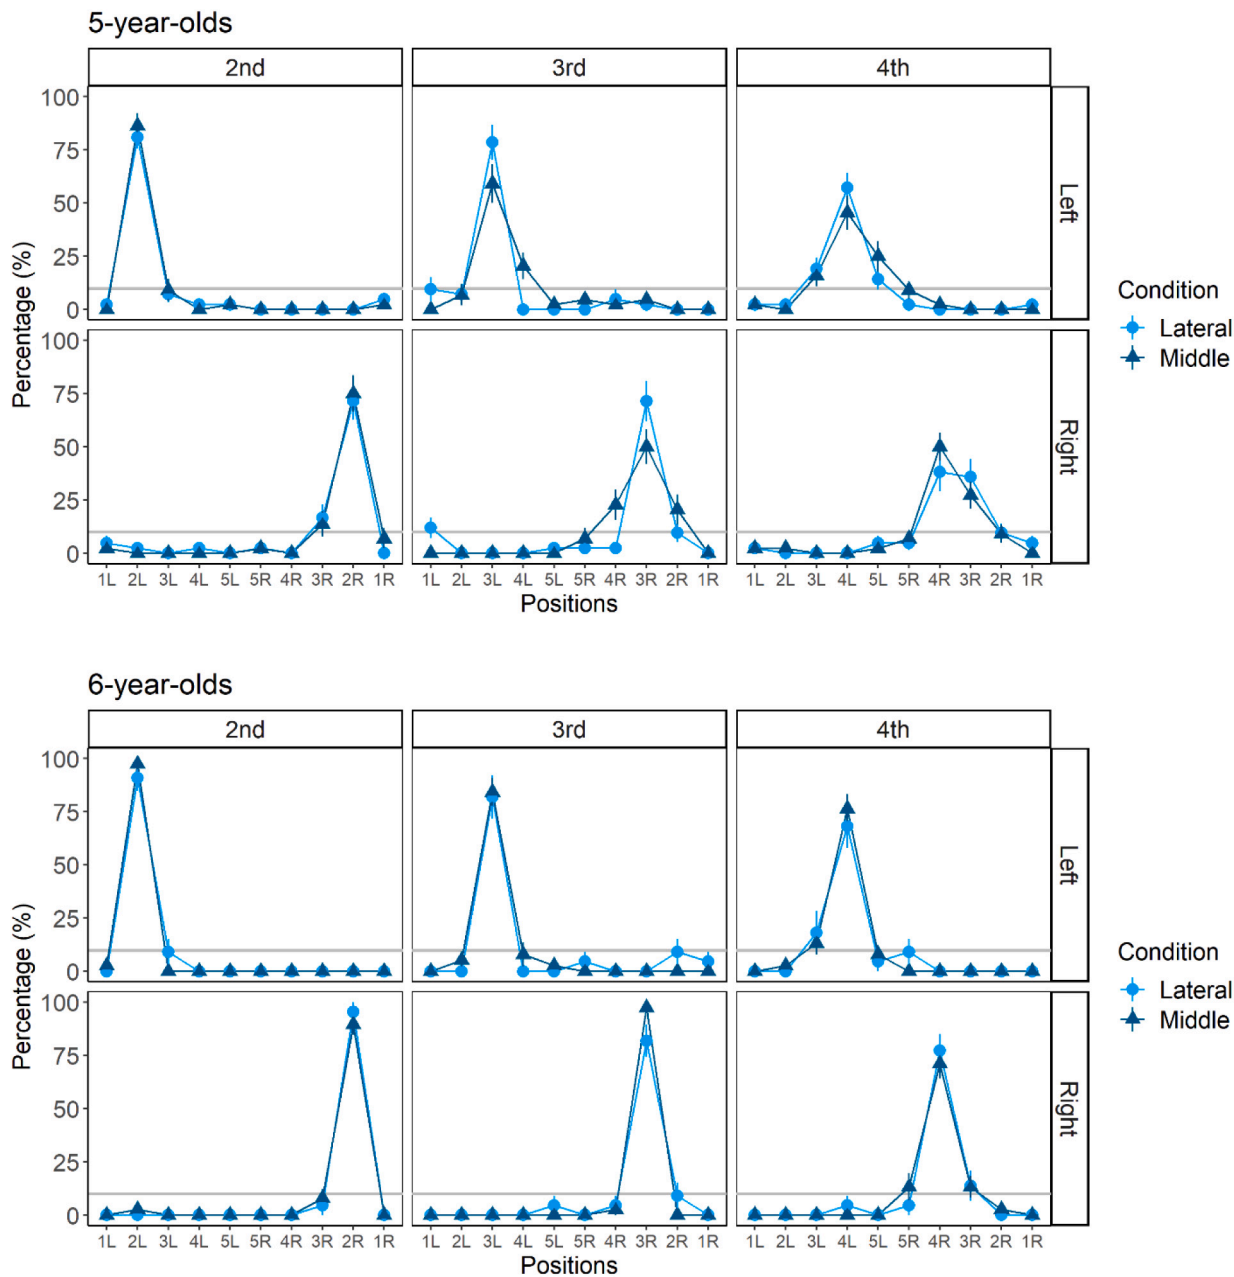 5-year-olds
2nd 3rd 4th
100
75
50
25
0
Left
100
75
50
25
0
Right
Percentage (%)
1L 2L 3L 4L 5L 5R 4R 3R 2R 1R 1L 2L 3L 4L 5L 5R 4R 3R 2R 1R 1L 2L 3L 4L 5L 5R 4R 3R 2R 1R
Positions
Condition
Lateral
Middle
6-year-olds
2nd 3rd 4th
100
75
50
25
0
Left
100
75
50
25
0
Right
Percentage (%)
1L 2L 3L 4L 5L 5R 4R 3R 2R 1R 1L 2L 3L 4L 5L 5R 4R 3R 2R 1R 1L 2L 3L 4L 5L 5R 4R 3R 2R 1R
Positions
Condition
Lateral
Middle